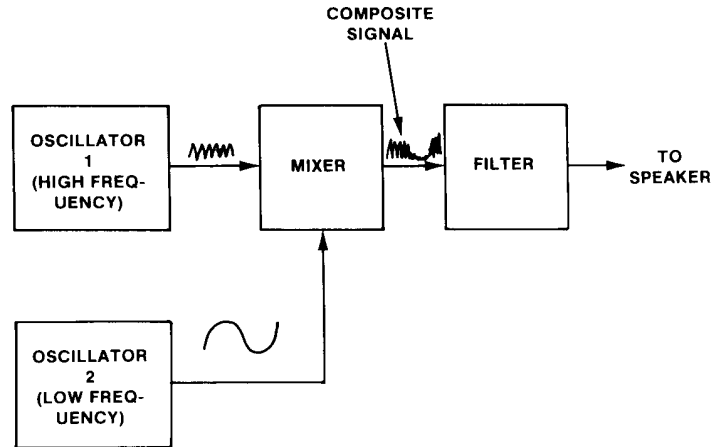 COMPOSITE
SIGNAL
OSCILLATOR
1
(HIGH FREQ-
UENCY)
MIXER
FILTER
TO
SPEAKER
OSCILLATOR
2
(LOW FREQ-
UENCY)